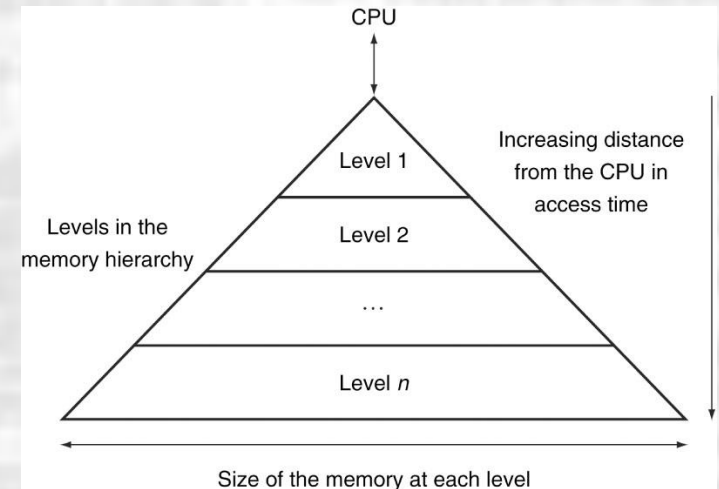 CPU
Level 1
Increasing distance
from the CPU in
access time
Levels in the
memory hierarchy
Level 2
...
Level n
Size of the memory at each level